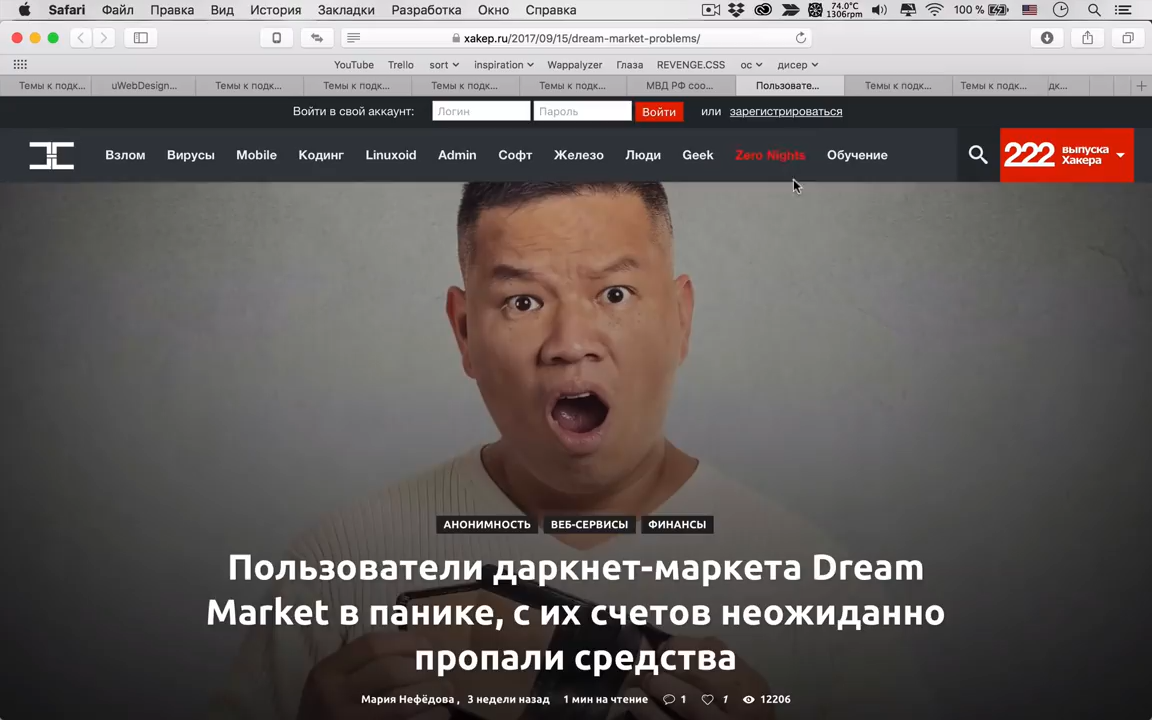 Safari Файл Правка Вид История Закладки Разработка Окно Справка 74.0°C 1306rpm 100 %
xakep.ru/2017/09/15/dream-market-problems/
YouTube Trello sort inspiration Wappalyzer Глаза REVENGE.CSS ос дисер
Темы к подк... uWebDesign... Темы к подк... Темы к подк... Темы к подк... Темы к подк... МВД РФ соо... Пользовате... Темы к подк... Темы к подк... дк...
Войти в свой аккаунт: Логин Пароль Войти или зарегистрироваться
Взлом Вирусы Mobile Кодинг Linuxoid Admin Софт Железо Люди Geek Zero Nights Обучение 222 выпуска Хакера
АНОНИМНОСТЬ ВЕБ-СЕРВИСЫ ФИНАНСЫ
Пользователи даркнет-маркета Dream
Market в панике, с их счетов неожиданно
пропали средства
Мария Нефёдова , 3 недели назад 1 мин на чтение 1 1 12206